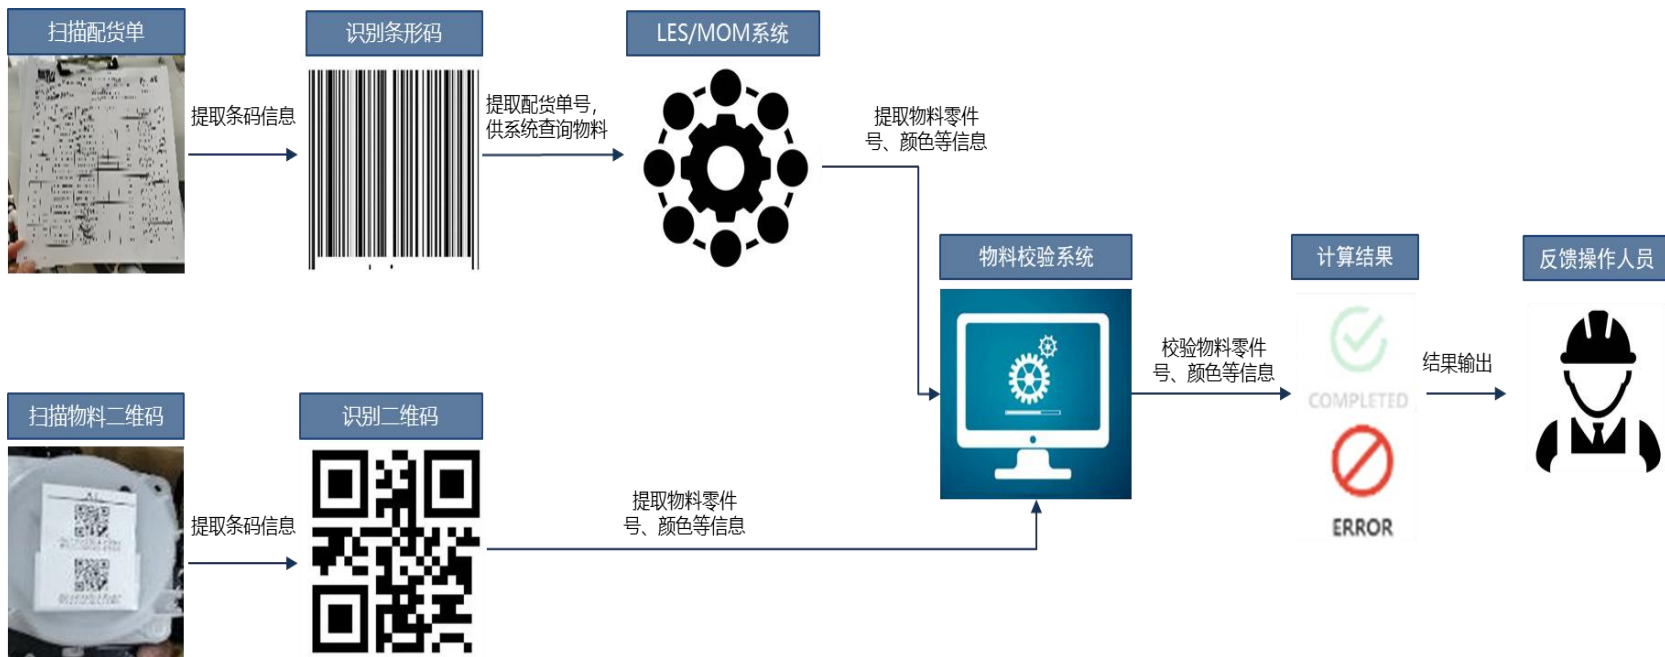 扫描配货单
识别条形码
LES/MOM系统
提取条码信息
提取配货单号，
供系统查询物料
提取物料零件
号、颜色等信息
物料校验系统
计算结果
反馈操作人员
校验物料零件
号、颜色等信息
结果输出
COMPLETED
ERROR
扫描物料二维码
识别二维码
提取条码信息
提取物料零件
号、颜色等信息